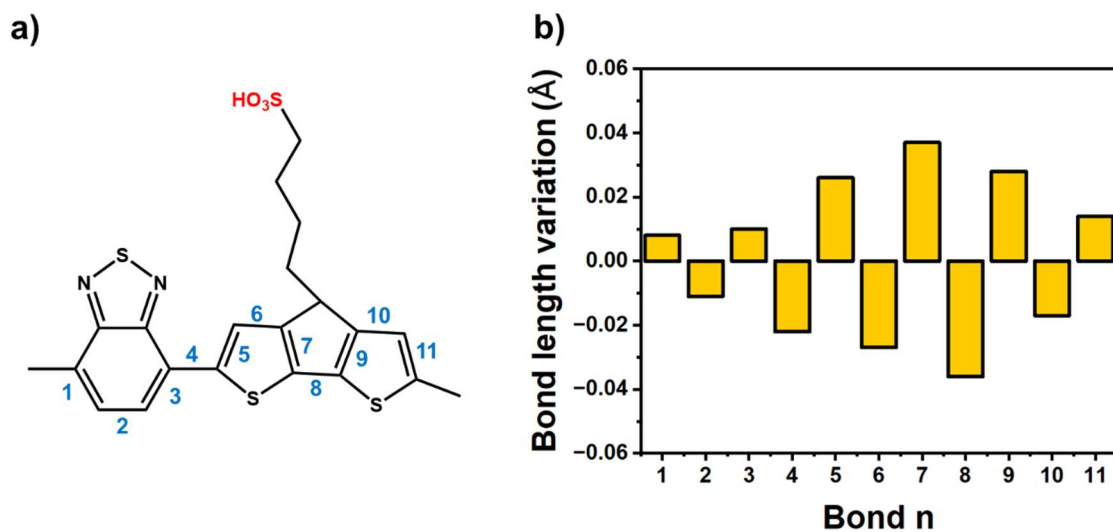 a)
HO3S
S
N
N
1
2
3
4
5
6
7
8
9
10
11
S
S
b)
Bond length variation (Å)
0.06
0.04
0.02
0.00
−0.02
−0.04
−0.06
1 2 3 4 5 6 7 8 9 10 11
Bond n